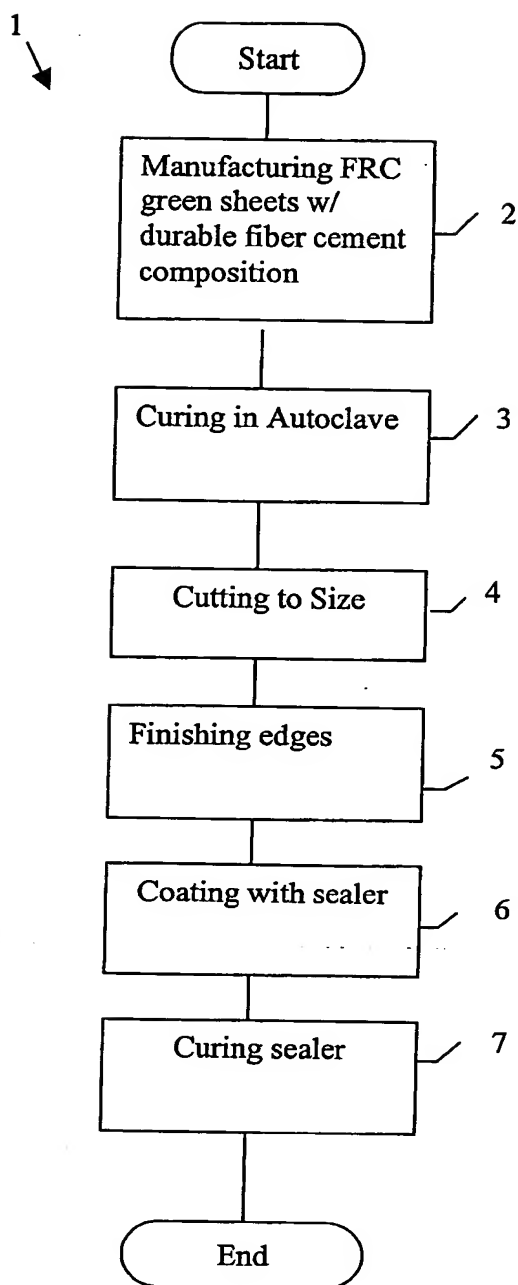 1
Start
Manufacturing FRC
green sheets w/
durable fiber cement
composition
2
Curing in Autoclave
3
Cutting to Size
4
Finishing edges
5
Coating with sealer
6
Curing sealer
7
End